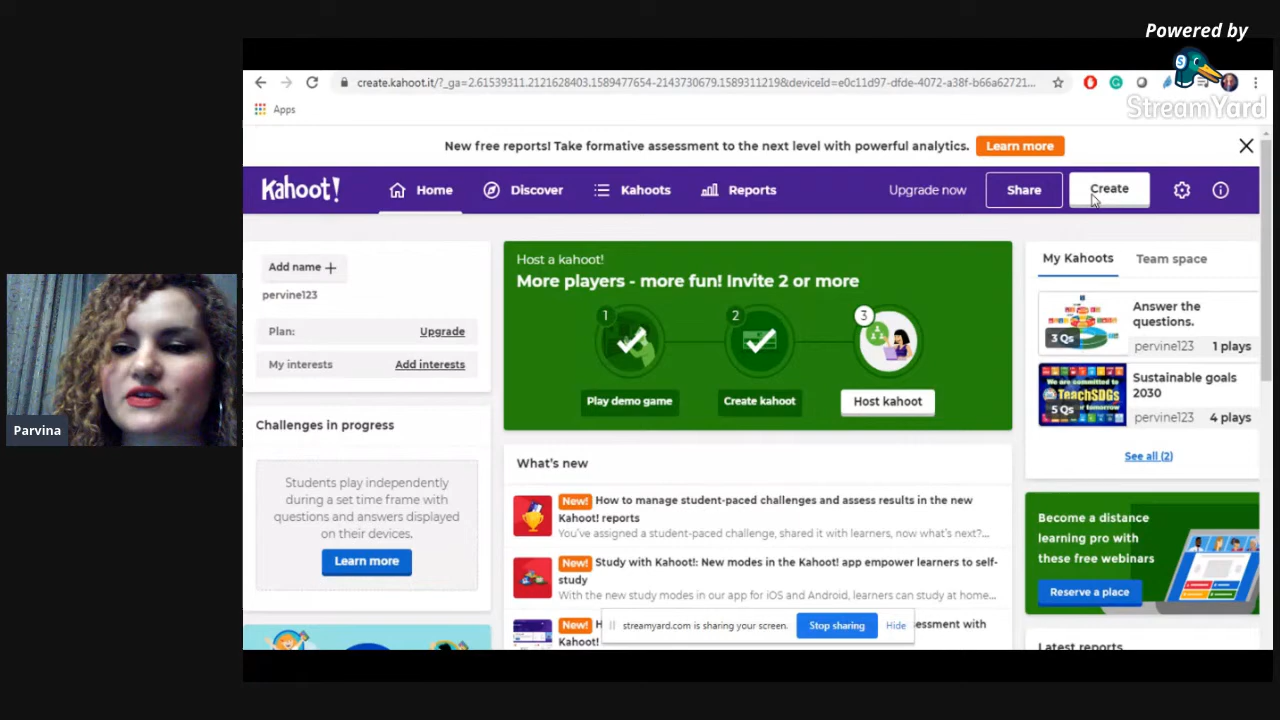 Powered by
StreamYard
create.kahoot.it/?_ga=2.61539311.2121628403.1589477654-2143730679.1589311219&deviceId=e0c11d97-dfde-4072-a38f-b66a62721...
Apps
New free reports! Take formative assessment to the next level with powerful analytics.
Learn more
Kahoot!
Home
Discover
Kahoots
Reports
Upgrade now
Share
Create
Add name +
pervine123
Plan:
Upgrade
My interests
Add interests
Challenges in progress
Students play independently
during a set time frame with
questions and answers displayed
on their devices.
Learn more
Host a kahoot!
More players - more fun! Invite 2 or more
1
2
3
Play demo game
Create kahoot
Host kahoot
What's new
New! How to manage student-paced challenges and assess results in the new
Kahoot! reports
You've assigned a student-paced challenge, shared it with learners, now what's next?...
New! Study with Kahoot!: New modes in the Kahoot! app empower learners to self-
study
With the new study modes in our app for iOS and Android, learners can study at home...
New!
Kahoot!
sessment with
streamyard.com is sharing your screen.
Stop sharing
Hide
My Kahoots
Team space
3 Qs
Answer the
questions.
pervine123
1 plays
We are committed to
TeachSDGs
5 Qs
Sustainable goals
2030
pervine123
4 plays
See all (2)
Become a distance
learning pro with
these free webinars
Reserve a place
Latest reports
Parvina